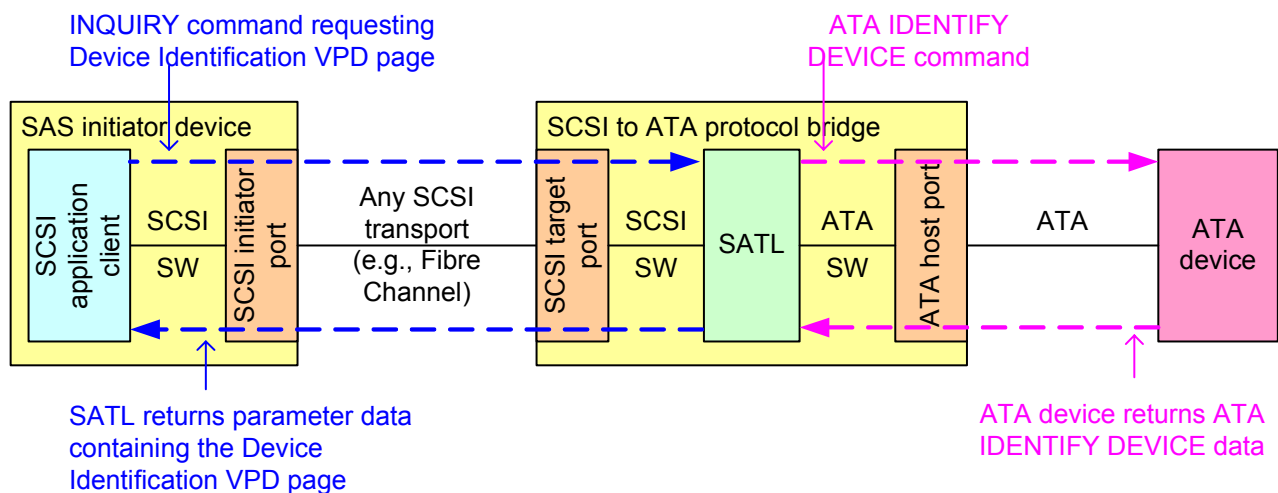 INQUIRY command requesting
Device Identification VPD page
ATA IDENTIFY
DEVICE command
SAS initiator device
SCSI to ATA protocol bridge
SCSI
application
client
SCSI
SW
SCSI initiator
port
Any SCSI
transport
(e.g., Fibre
Channel)
SCSI target
port
SCSI
SW
SATL
ATA
SW
ATA host port
ATA
ATA
device
SATL returns parameter data
containing the Device
Identification VPD page
ATA device returns ATA
IDENTIFY DEVICE data